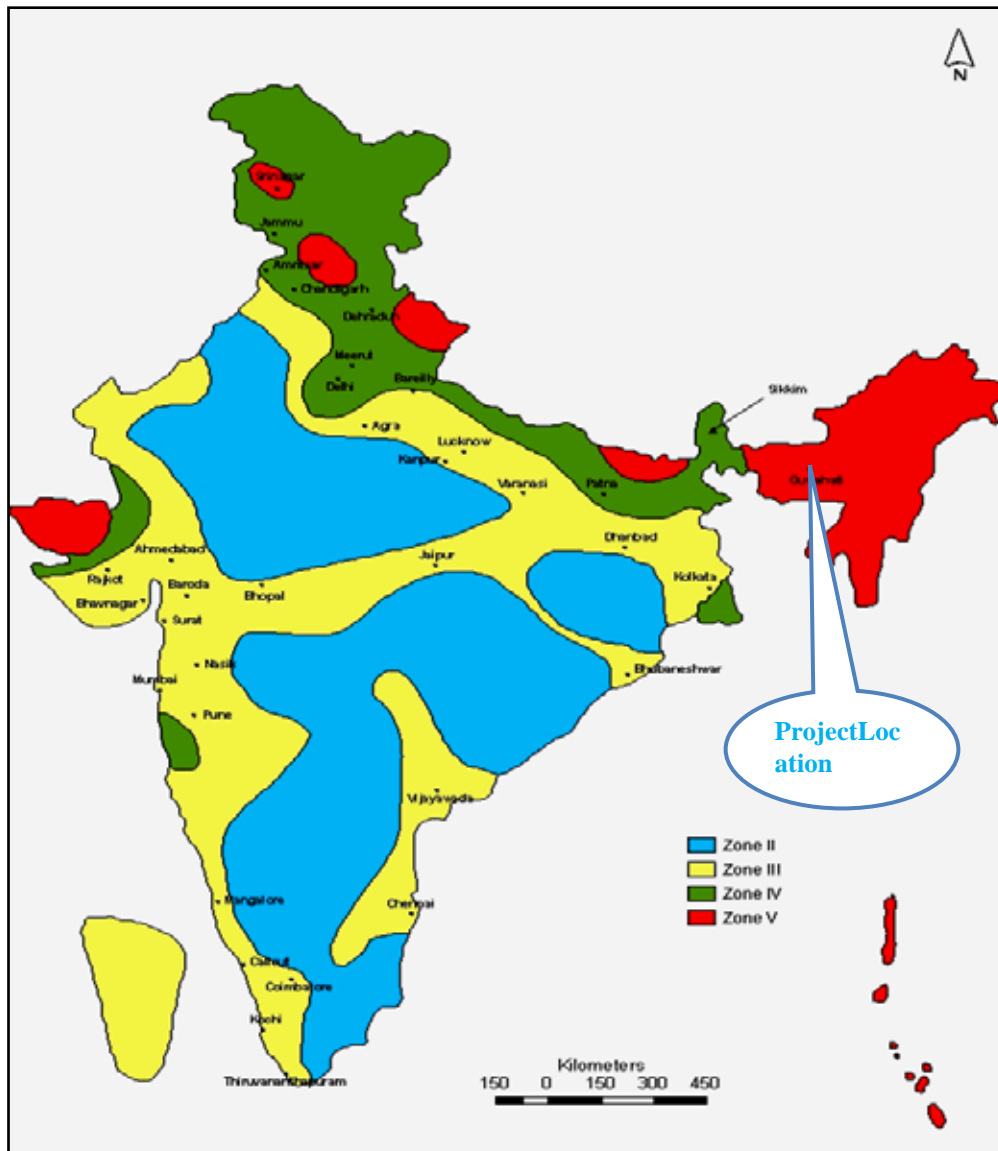 N
Srinagar
Jammu
Amritsar
Chandigarh
Dehradun
Meerut
Delhi
Bareilly
Sikkim
Agra
Lucknow
Kanpur
Guwahati
Varanasi
Patna
Dhanbad
Ahmedabad
Jaipur
Rajkot
Baroda
Bhopal
Kolkata
Bhavnagar
Surat
Nasik
Bhubaneshwar
Mumbai
Pune
ProjectLoc
ation
Vijayawada
Zone II
Zone III
Zone IV
Zone V
Mangalore
Chennai
Calicut
Coimbatore
Kochi
Thiruvananthapuram
Kilometers
150 0 150 300 450